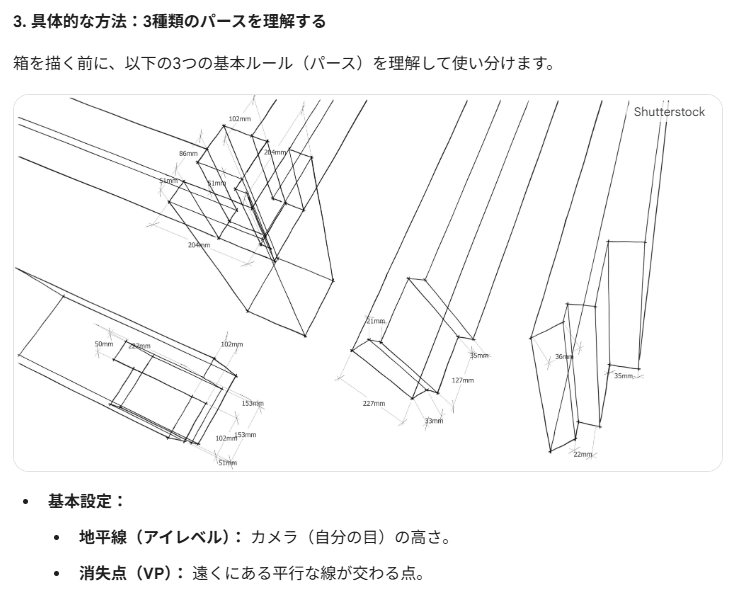 3. 具体的な方法：3種類のパースを理解する
箱を描く前に、以下の3つの基本ルール（パース）を理解して使い分けます。
Shutterstock
102mm
86mm
204mm
51mm
51mm
204mm
50mm
227mm
102mm
153mm
153mm
102mm
51mm
21mm
35mm
127mm
227mm
33mm
36mm
35mm
22mm
基本設定：
地平線（アイレベル）： カメラ（自分の目）の高さ。
消失点（VP）： 遠くにある平行な線が交わる点。